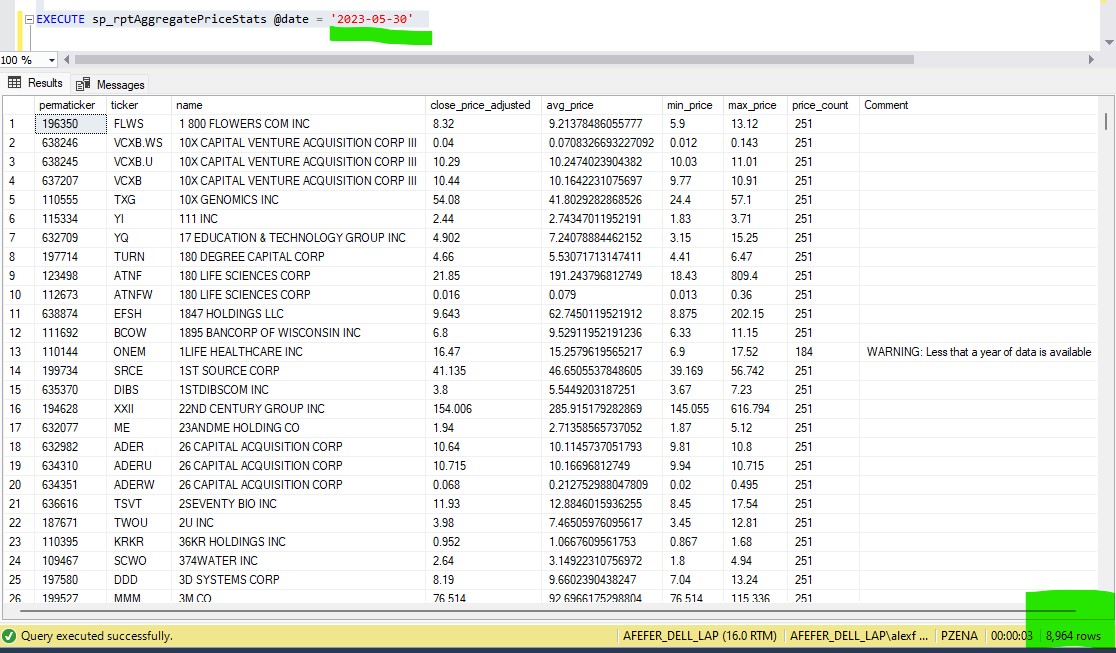 EXECUTE sp_rptAggregatePriceStats @date = '2023-05-30'
100 %
Results Messages
pematicker ticker name close_price_adjusted avg_price min_price max_price price_count Comment
1 196350 FLWS 1 800 FLOWERS COM INC 8.32 9.21378486055777 5.9 13.12 251
2 638246 VCXB.WS 10X CAPITAL VENTURE ACQUISITION CORP III 0.04 0.0708326693227092 0.012 0.143 251
3 638245 VCXB.U 10X CAPITAL VENTURE ACQUISITION CORP III 10.29 10.2474023904382 10.03 11.01 251
4 637207 VCXB 10X CAPITAL VENTURE ACQUISITION CORP III 10.44 10.1642231075697 9.77 10.91 251
5 110555 TXG 10X GENOMICS INC 54.08 41.8029282868526 24.4 57.1 251
6 115334 YI 111 INC 2.44 2.74347011952191 1.83 3.71 251
7 632709 YQ 17 EDUCATION & TECHNOLOGY GROUP INC 4.902 7.24078884462152 3.15 15.25 251
8 197714 TURN 180 DEGREE CAPITAL CORP 4.66 5.53071713147411 4.41 6.47 251
9 123498 ATNF 180 LIFE SCIENCES CORP 21.85 191.243796812749 18.43 809.4 251
10 112673 ATNFW 180 LIFE SCIENCES CORP 0.016 0.079 0.013 0.36 251
11 638874 EFSH 1847 HOLDINGS LLC 9.643 62.7450119521912 8.875 202.15 251
12 111692 BCOW 1895 BANCORP OF WISCONSIN INC 6.8 9.52911952191236 6.33 11.15 251
13 110144 ONEM 1LIFE HEALTHCARE INC 16.47 15.2579619565217 6.9 17.52 184 WARNING: Less that a year of data is available
14 199734 SRCE 1ST SOURCE CORP 41.135 46.6505537848605 39.169 56.742 251
15 635370 DIBS 1STDIBSCOM INC 3.8 5.5449203187251 3.67 7.23 251
16 194628 XXII 22ND CENTURY GROUP INC 154.006 285.915179282869 145.055 616.794 251
17 632077 ME 23ANDME HOLDING CO 1.94 2.71358565737052 1.87 5.12 251
18 632982 ADER 26 CAPITAL ACQUISITION CORP 10.64 10.1145737051793 9.81 10.8 251
19 634310 ADERU 26 CAPITAL ACQUISITION CORP 10.715 10.16696812749 9.94 10.715 251
20 634351 ADERW 26 CAPITAL ACQUISITION CORP 0.068 0.212752988047809 0.02 0.495 251
21 636616 TSVT 2SEVENTY BIO INC 11.93 12.8846015936255 8.45 17.54 251
22 187671 TWOU 2U INC 3.98 7.46505976095617 3.45 12.81 251
23 110395 KRKR 36KR HOLDINGS INC 0.952 1.0667609561753 0.867 1.68 251
24 109467 SCWO 374WATER INC 2.64 3.14922310756972 1.8 4.94 251
25 197580 DDD 3D SYSTEMS CORP 8.19 9.6602390438247 7.04 13.24 251
26 199527 MMM 3M CO 76.514 92.6966175298804 76.514 115.336 251
Query executed successfully. AFEFER_DELL_LAP (16.0 RTM) AFEFER_DELL_LAP\alexf ... PZENA 00:00:03 8,964 rows